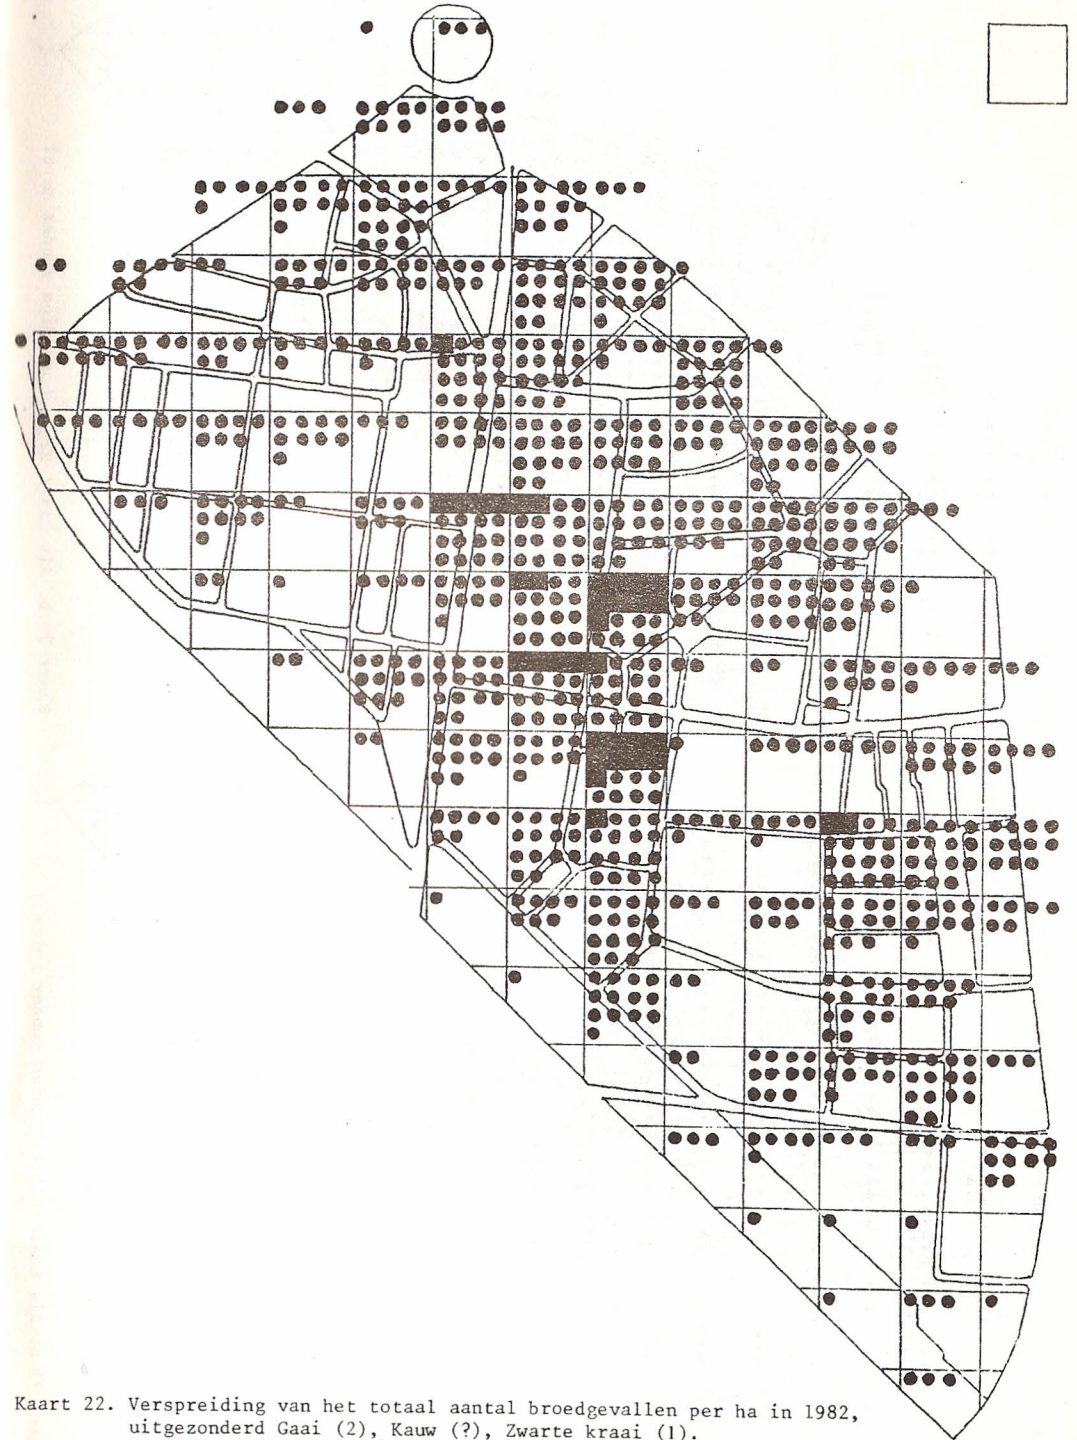 Kaart 22. Verspreiding van het totaal aantal broedgevallen per ha in 1982,
uitgezonderd Gaai (2), Kauw (?), Zwarte kraai (1).